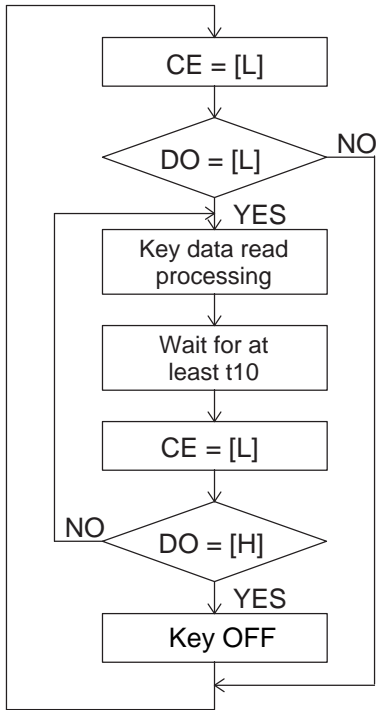 CE = [L]
DO = [L]
NO
YES
Key data read
processing
Wait for at
least t10
CE = [L]
NO
DO = [H]
YES
Key OFF